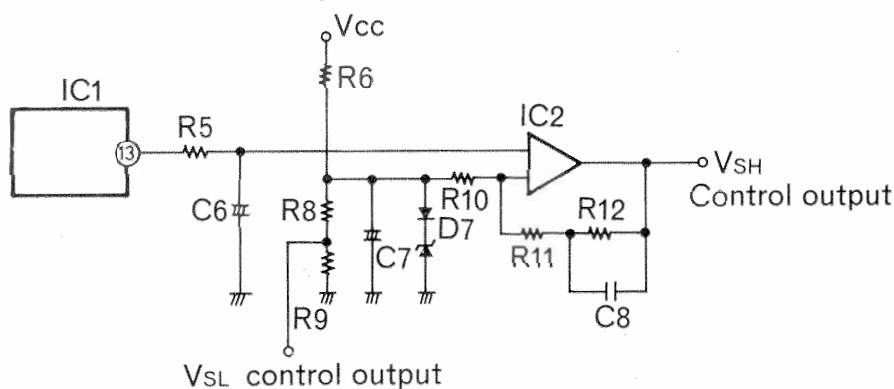 Vcc
R6
IC1
IC2
R5
13
VSH
Control output
R10
R8
C6
D7
R12
C7
R11
R9
C8
VSL control output